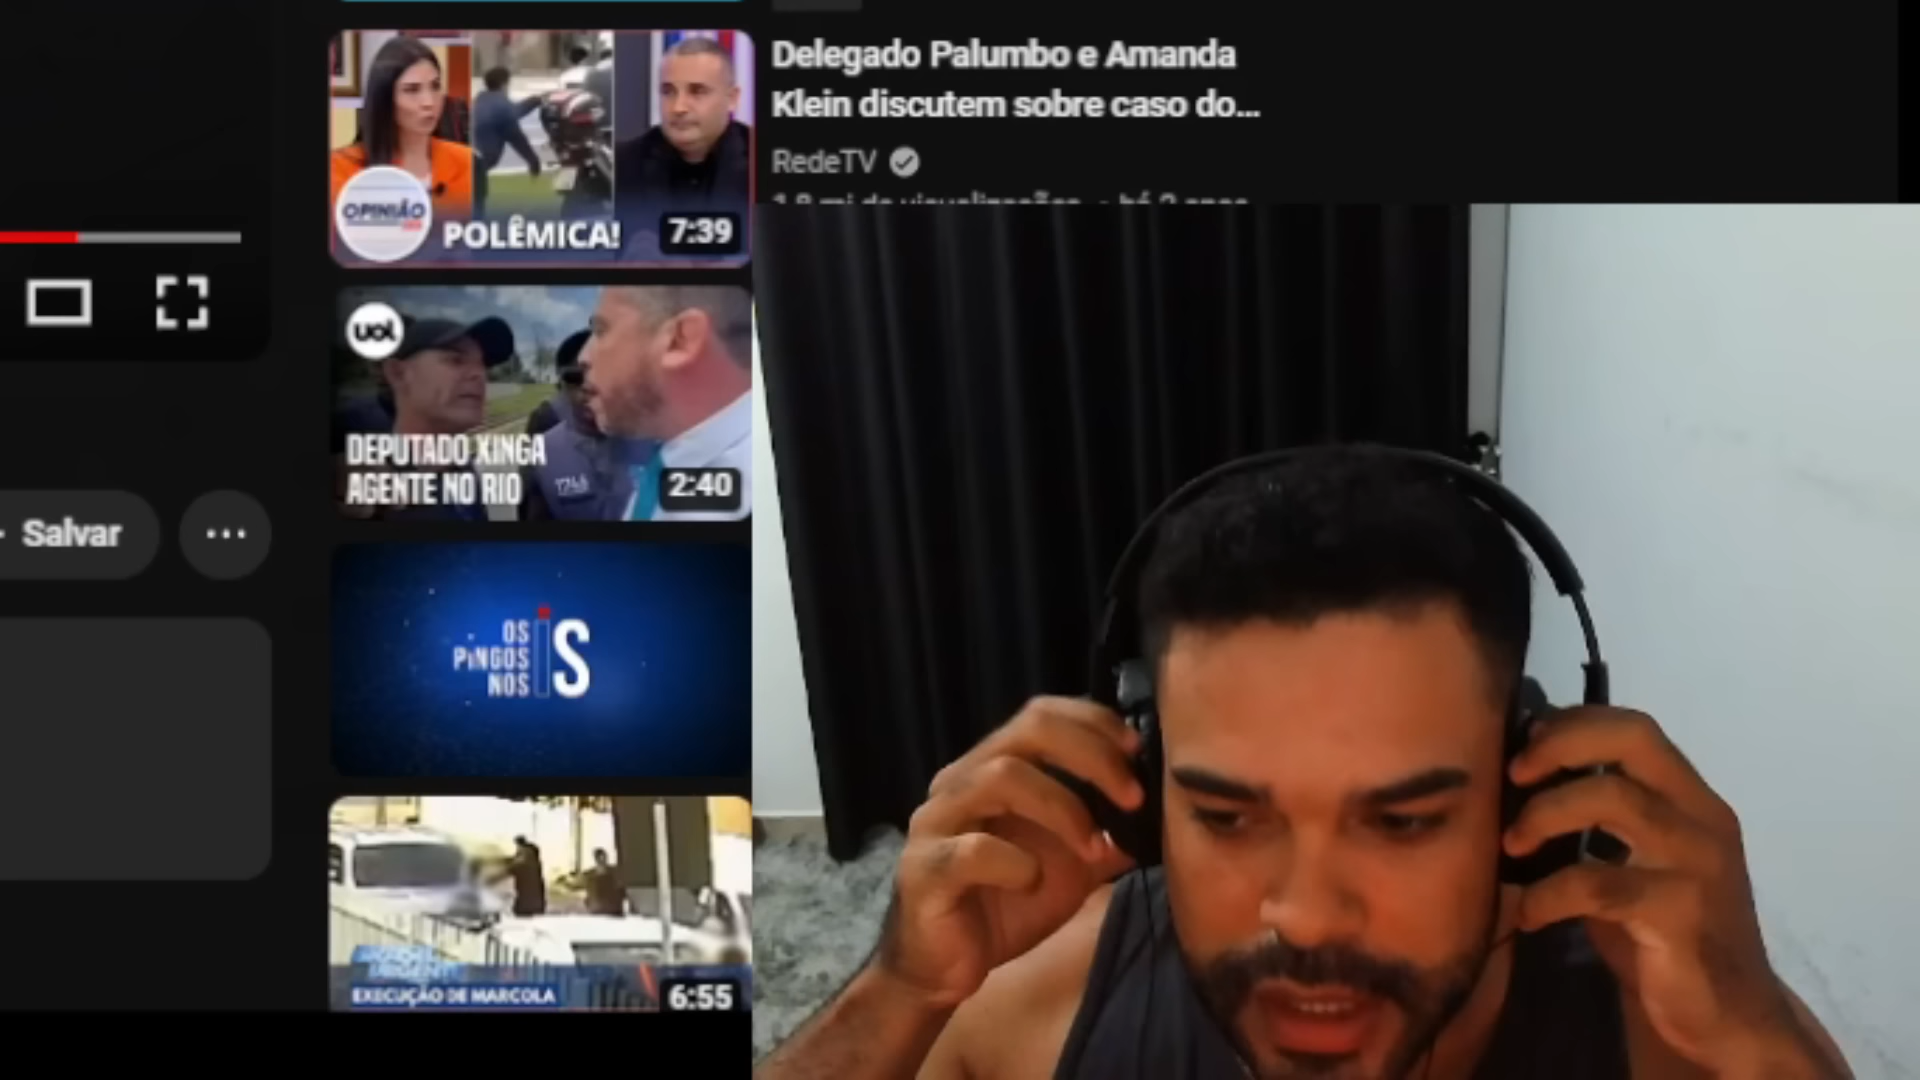 Delegado Palumbo e Amanda
Klein discutem sobre caso do...
RedeTV
OPINIÃO
POLÊMICA!
7:39
uol
DEPUTADO XINGA
AGENTE NO RIO
1746
2:40
Salvar
OS
PiNGOS
NOS
iS
EXECUÇÃO DE MARCOLA
6:55